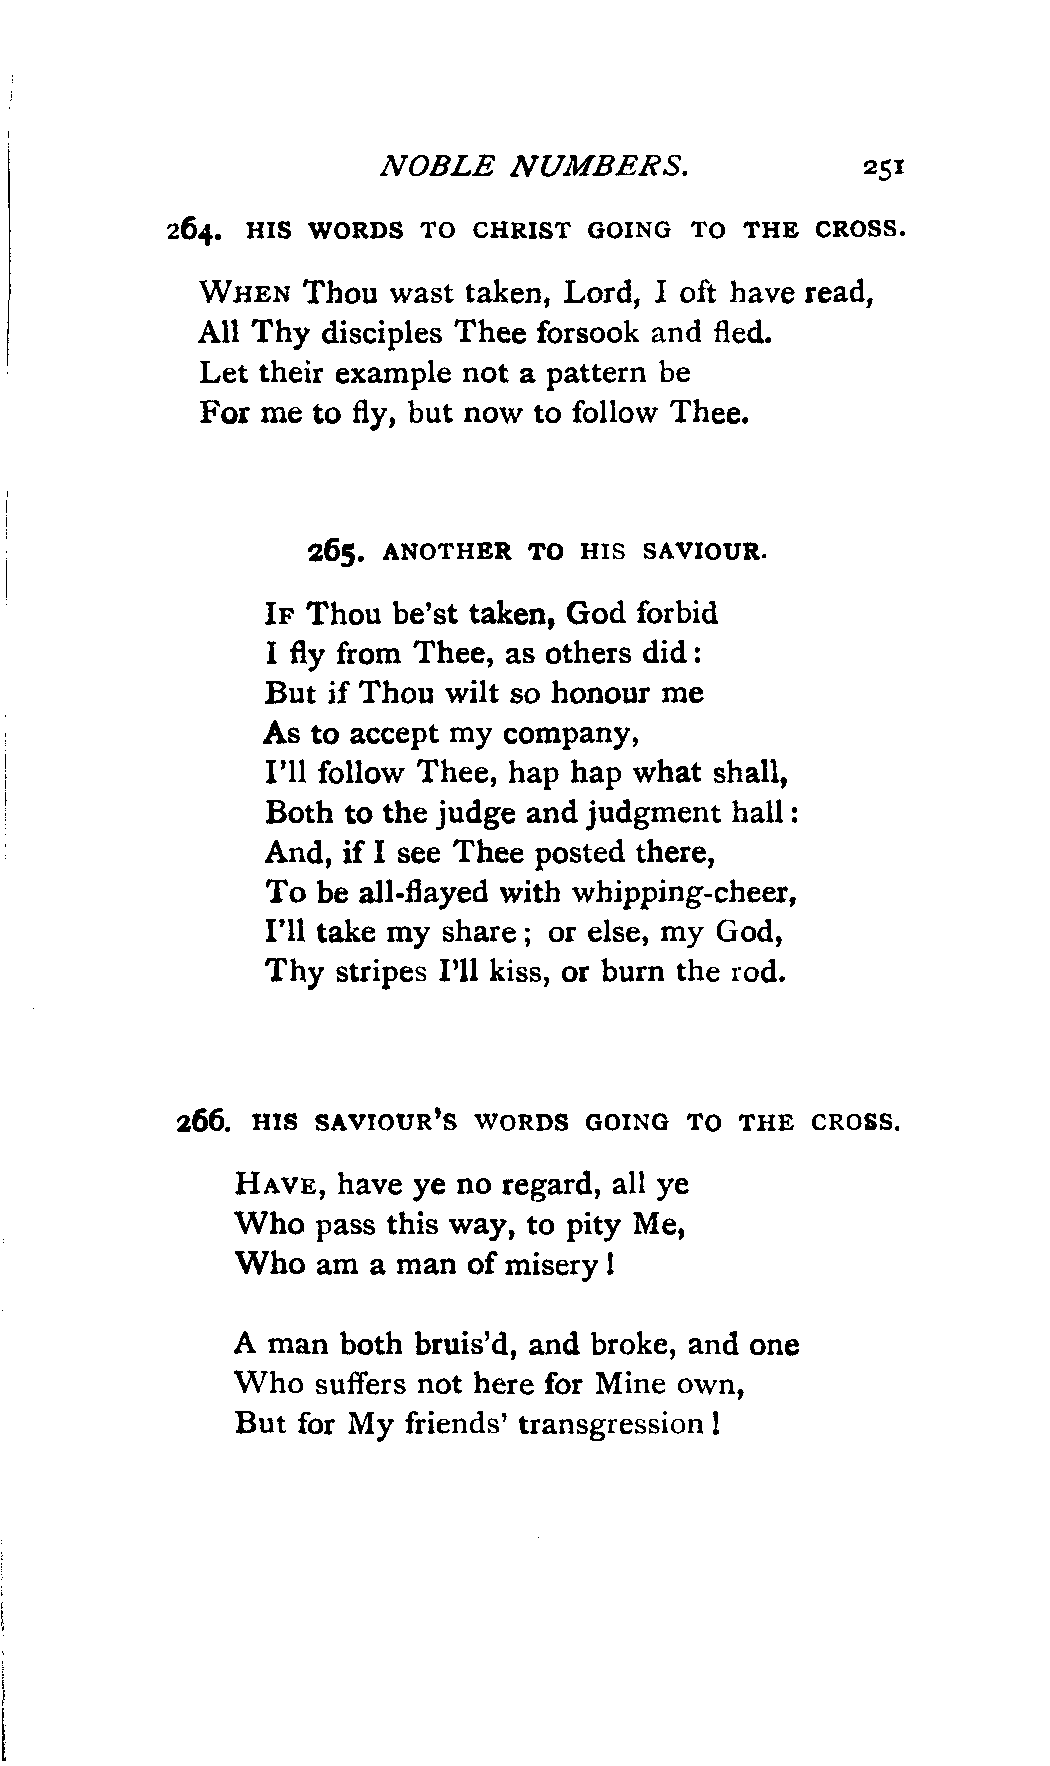 NOBLE NUMBERS. 251
264. HIS WORDS TO CHRIST GOING TO THE CROSS.
WHEN Thou wast taken, Lord, I oft have read,
All Thy disciples Thee forsook and fled.
Let their example not a pattern be
For me to fly, but now to follow Thee.
265. ANOTHER TO HIS SAVIOUR.
IF Thou be'st taken, God forbid
I fly from Thee, as others did:
But if Thou wilt so honour me
As to accept my company,
I'll follow Thee, hap hap what shall,
Both to the judge and judgment hall:
And, if I see Thee posted there,
To be all-flayed with whipping-cheer,
I'll take my share; or else, my God,
Thy stripes I'll kiss, or burn the rod.
266. HIS SAVIOUR'S WORDS GOING TO THE CROSS.
HAVE, have ye no regard, all ye
Who pass this way, to pity Me,
Who am a man of misery!
A man both bruis'd, and broke, and one
Who suffers not here for Mine own,
But for My friends' transgression!